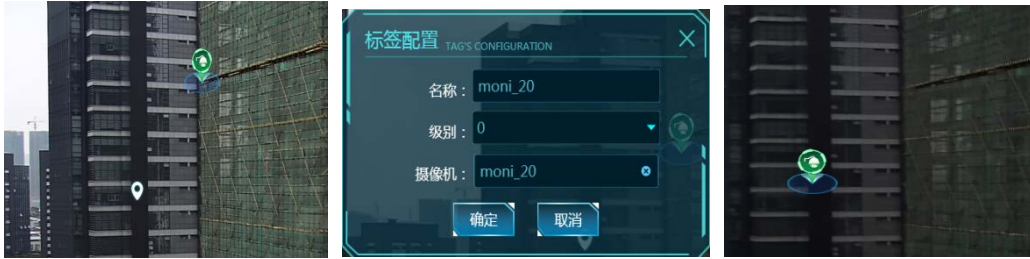 标签配置 TAG'S CONFIGURATION
名称： moni_20
级别： 0
摄像机： moni_20
确定 取消